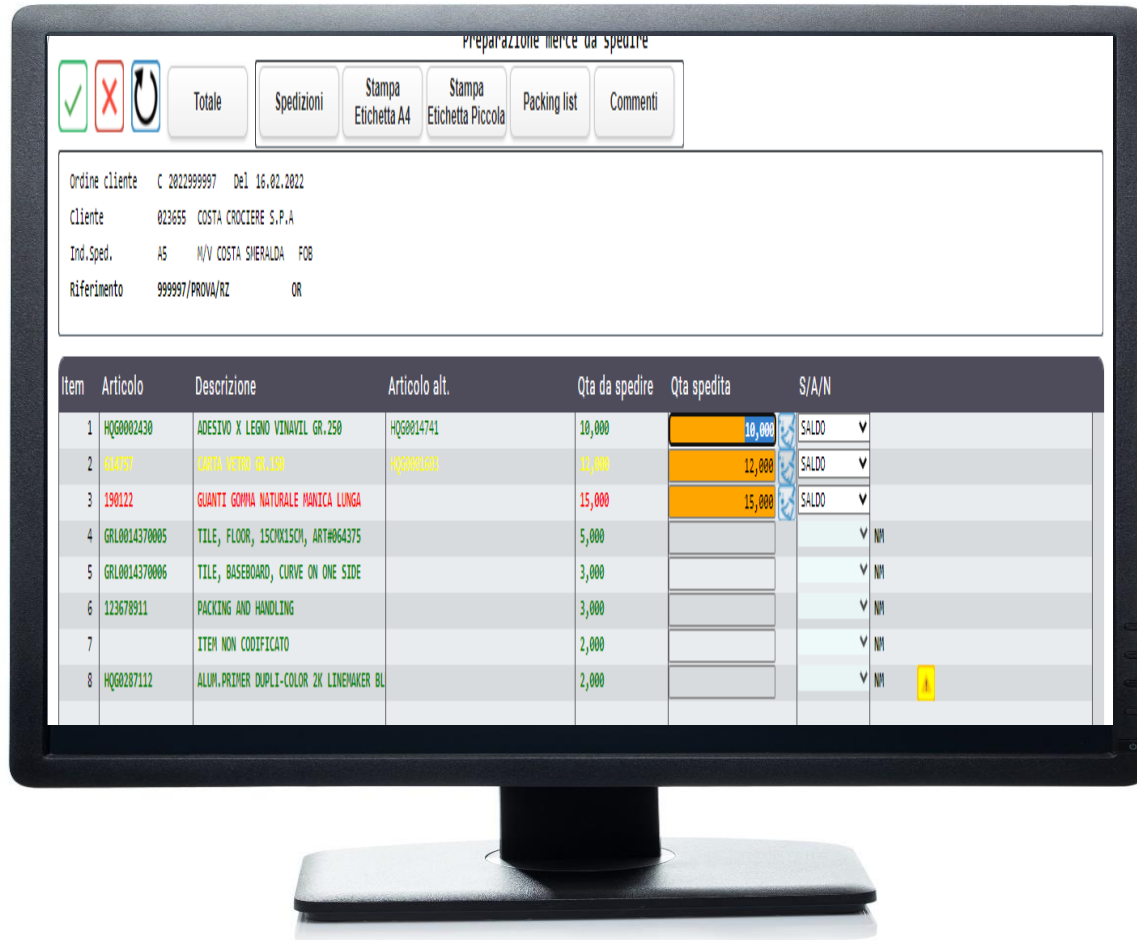 Preparazione merce da spedire
Totale
Spedizioni
Stampa
Etichetta A4
Stampa
Etichetta Piccola
Packing list
Commenti
Ordine cliente C 2022999997 Del 16.02.2022
Cliente 023655 COSTA CROCIERE S.P.A
Ind.Sped. A5 M/V COSTA SMERALDA FOB
Riferimento 999997/PROVA/RZ OR
Item Articolo Descrizione Articolo alt. Qta da spedire Qta spedita S/A/N
1 HQG0002430 ADESIVO X LEGNO VINAVIL GR.250 HQG0014741 10,000 10,000 SALDO
2 G14757 CARTA VETRO GR.150 12,000 12,000 SALDO
3 190122 GUANTI GOMMA NATURALE MANICA LUNGA 15,000 15,000 SALDO
4 GRL0014370005 TILE, FLOOR, 15CMX15CM, ART#064375 5,000 NM
5 GRL0014370006 TILE, BASEBOARD, CURVE ON ONE SIDE 3,000 NM
6 123678911 PACKING AND HANDLING 3,000 NM
7 ITEM NON CODIFICATO 2,000 NM
8 HQG0287112 ALUM.PRIMER DUPLI-COLOR 2K LINEMAKER BL 2,000 NM